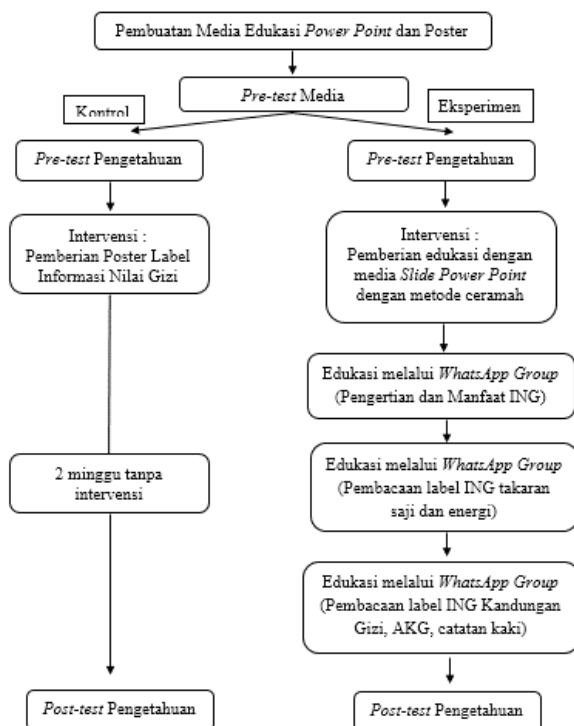 Pembuatan Media Edukasi Power Point dan Poster
Pre-test Media
Kontrol
Eksperimen
Pre-test Pengetahuan
Intervensi :
Pemberian Poster Label
Informasi Nilai Gizi
2 minggu tanpa
intervensi
Post-test Pengetahuan
Pre-test Pengetahuan
Intervensi :
Pemberian edukasi dengan
media Slide Power Point
dengan metode ceramah
Edukasi melalui WhatsApp Group
(Pengertian dan Manfaat ING)
Edukasi melalui WhatsApp Group
(Pembacaan label ING takaran
saji dan energi)
Edukasi melalui WhatsApp Group
(Pembacaan label ING Kandungan
Gizi, AKG, catatan kaki)
Post-test Pengetahuan